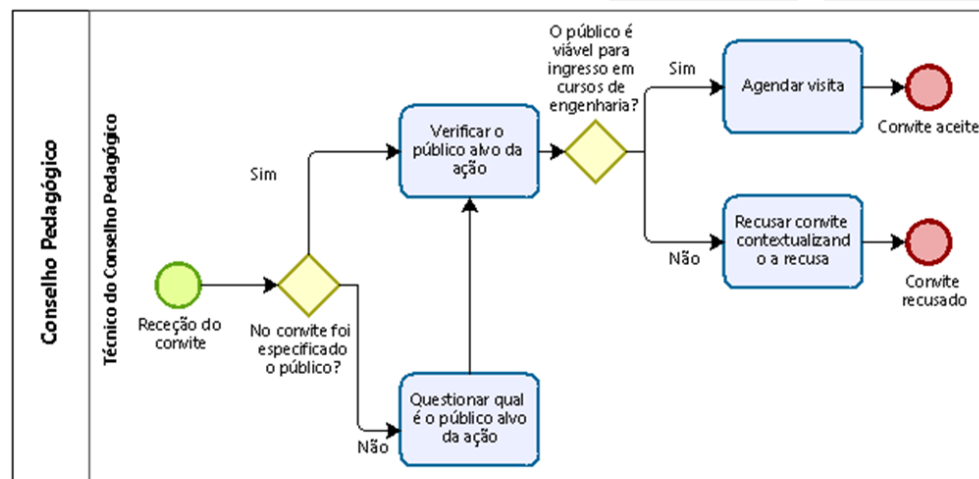 Conselho Pedagógico
Técnico do Conselho Pedagógico
Receção do
convite
No convite foi
especificado
o público?
Sim
Não
Verificar o
público alvo da
ação
Questionar qual
é o público alvo
da ação
O público é
viável para
ingresso em
cursos de
engenharia?
Sim
Agendar visita
Convite aceite
Não
Recusar convite
contextualizand
o a recusa
Convite
recusado